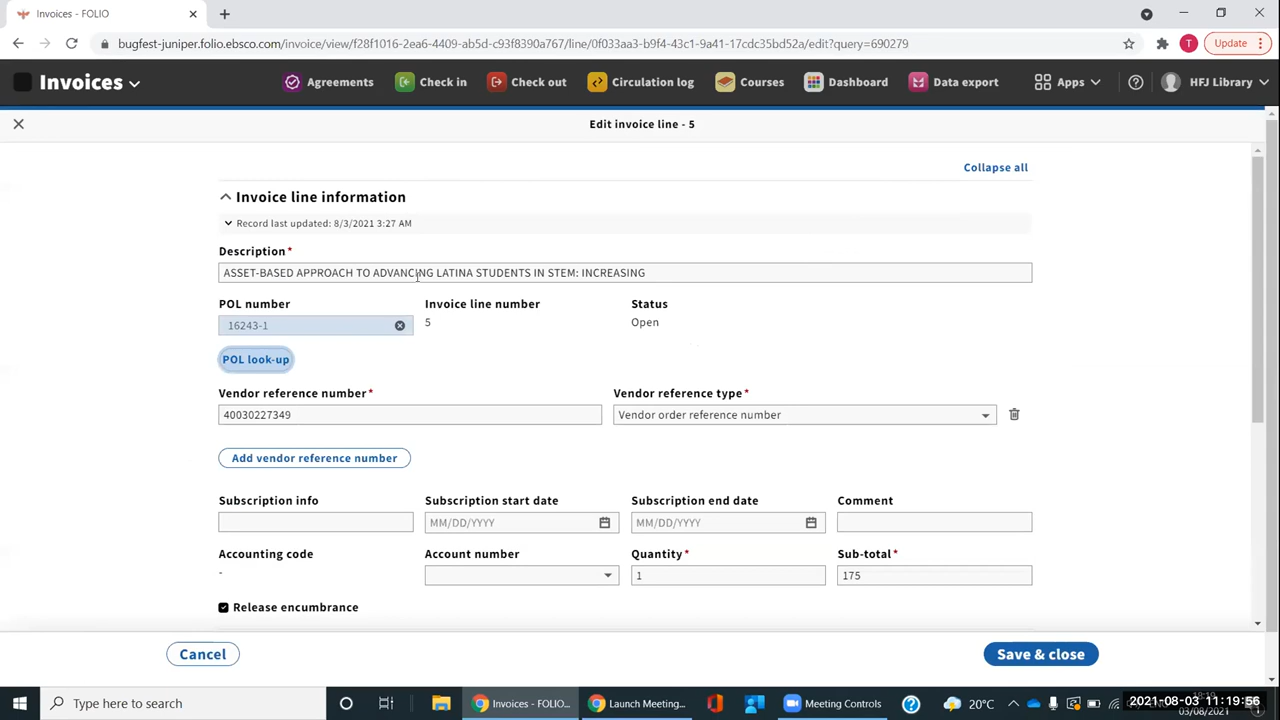 Invoices - FOLIO
bugfest-juniper.folio.ebsco.com/invoice/view/f28f1016-2ea6-4409-ab5d-b3f8300a767/line/0f033aa3-b9f4-43c1-9a41-17cdc35bd52a/edit?query=690279
T
Update
Invoices
Agreements
Check in
Check out
Circulation log
Courses
Dashboard
Data export
Apps
HFJ Library
Edit invoice line - 5
Collapse all
Invoice line information
Record last updated: 8/3/2021 3:27 AM
Description*
ASSET-BASED APPROACH TO ADVANCING LATINA STUDENTS IN STEM: INCREASING
POL number Invoice line number Status
16243-1 5 Open
POL look-up
Vendor reference number* Vendor reference type*
40030227349 Vendor order reference number
Add vendor reference number
Subscription info Subscription start date Subscription end date Comment
MM/DD/YYYY MM/DD/YYYY
Accounting code Account number Quantity* Sub-total*
- 1 175
Release encumbrance
Cancel Save & close
Type here to search
Invoices - FOLIO...
Launch Meeting...
Meeting Controls
20°C
2021-08-03 11:19:56
03/08/2021